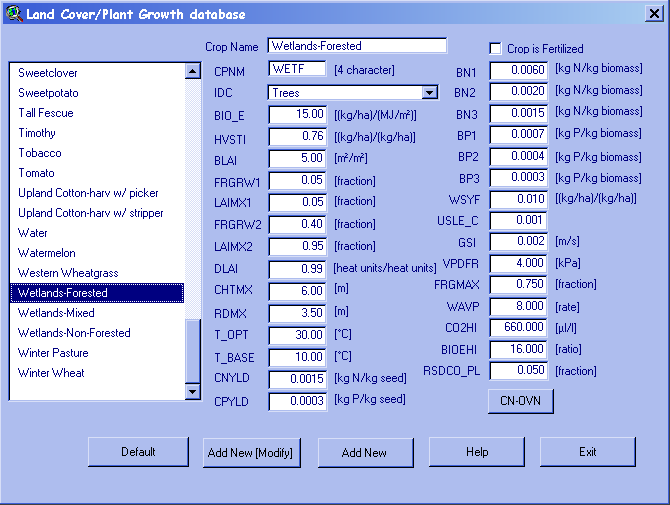 Land Cover/Plant Growth database
Crop Name Wetlands-Forested
Crop is Fertilized
Sweetclover
Sweetpotato
Tall Fescue
Timothy
Tobacco
Tomato
Upland Cotton-harv w/ picker
Upland Cotton-harv w/ stripper
Water
Watermelon
Western Wheatgrass
Wetlands-Forested
Wetlands-Mixed
Wetlands-Non-Forested
Winter Pasture
Winter Wheat
CPNM WETF [4 character]
IDC Trees
BIO_E 15.00 [(kg/ha)/(MJ/m²)]
HVSTI 0.76 [(kg/ha)/(kg/ha)]
BLAI 5.00 [m²/m²]
FRGRW1 0.05 [fraction]
LAIMX1 0.05 [fraction]
FRGRW2 0.40 [fraction]
LAIMX2 0.95 [fraction]
DLAI 0.99 [heat units/heat units]
CHTMX 6.00 [m]
RDMX 3.50 [m]
T_OPT 30.00 [°C]
T_BASE 10.00 [°C]
CNYLD 0.0015 [kg N/kg seed]
CPYLD 0.0003 [kg P/kg seed]
BN1 0.0060 [kg N/kg biomass]
BN2 0.0020 [kg N/kg biomass]
BN3 0.0015 [kg N/kg biomass]
BP1 0.0007 [kg P/kg biomass]
BP2 0.0004 [kg P/kg biomass]
BP3 0.0003 [kg P/kg biomass]
WSYF 0.010 [(kg/ha)/(kg/ha)]
USLE_C 0.001
GSI 0.002 [m/s]
VPDFR 4.000 [kPa]
FRGMAX 0.750 [fraction]
WAVP 8.000 [rate]
CO2HI 660.000 [µl/l]
BIOEHI 16.000 [ratio]
RSDCO_PL 0.050 [fraction]
CN-OVN
Default
Add New [Modify]
Add New
Help
Exit